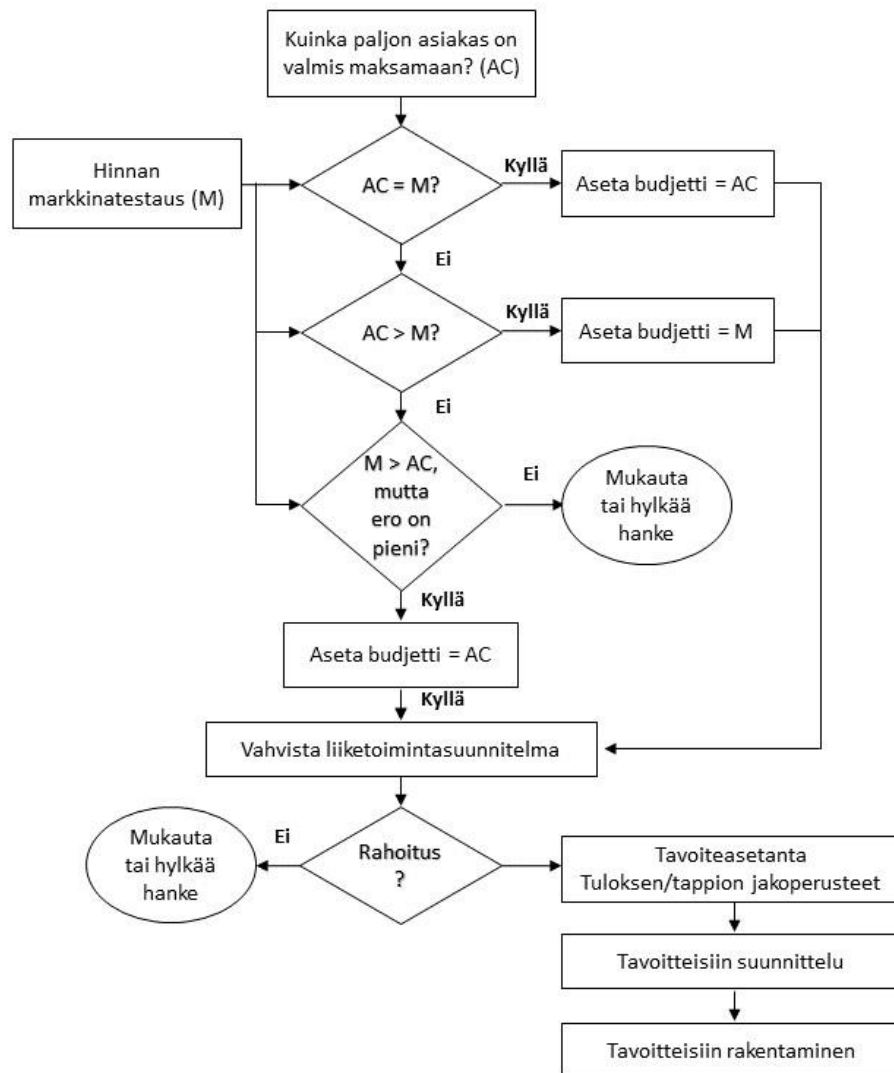 Kuinka paljon asiakas on
valmis maksamaan? (AC)
Hinnan
markkinatestaus (M)
AC = M?
Kyllä
Aseta budjetti = AC
Ei
AC > M?
Kyllä
Aseta budjetti = M
Ei
M > AC,
mutta
ero on
pieni?
Ei
Mukauta
tai hylkää
hanke
Kyllä
Aseta budjetti = AC
Kyllä
Vahvista liiketoimintasuunnitelma
Rahoitus
?
Ei
Mukauta
tai hylkää
hanke
Tavoiteasetanta
Tuloksen/tappion jakoperusteet
Tavoitteisiin suunnittelu
Tavoitteisiin rakentaminen